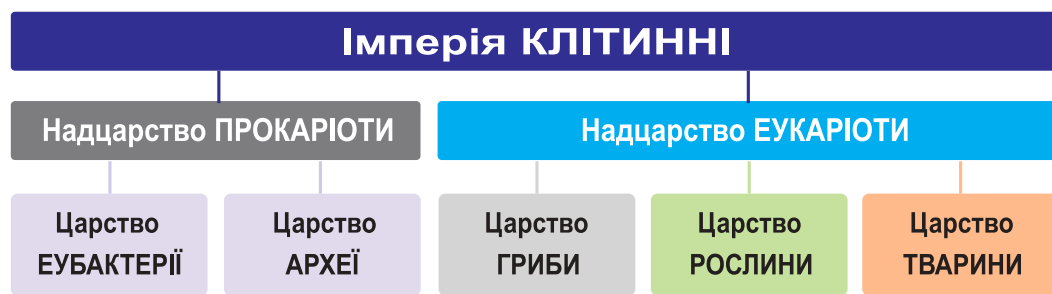 Імперія КЛІТИННІ
Надцарство ПРОКАРІОТИ
Надцарство ЕУКАРІОТИ
Царство
ЕУБАКТЕРІЇ
Царство
АРХЕЇ
Царство
ГРИБИ
Царство
РОСЛИНИ
Царство
ТВАРИНИ